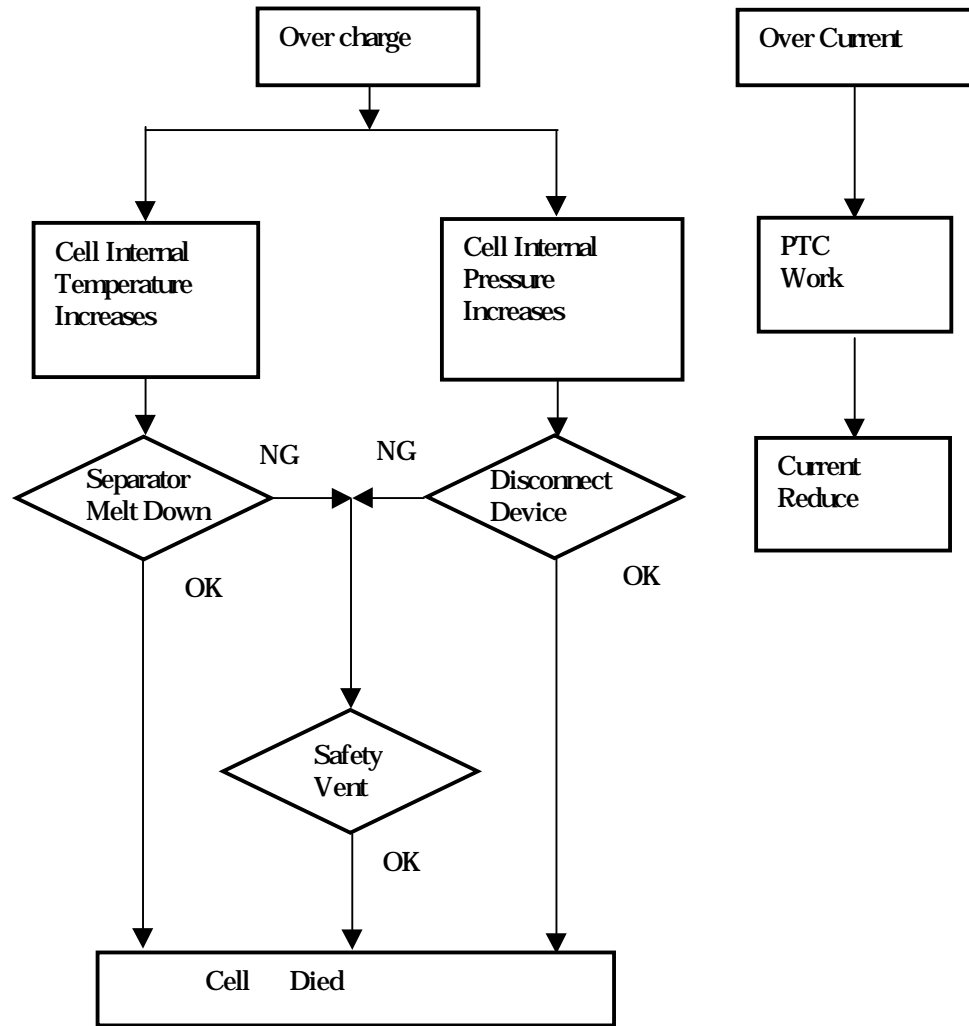 Over charge
Over Current
Cell Internal
Temperature
Increases
Cell Internal
Pressure
Increases
PTC
Work
Separator
Melt Down
NG
NG
Disconnect
Device
Current
Reduce
OK
OK
Safety
Vent
OK
Cell Died